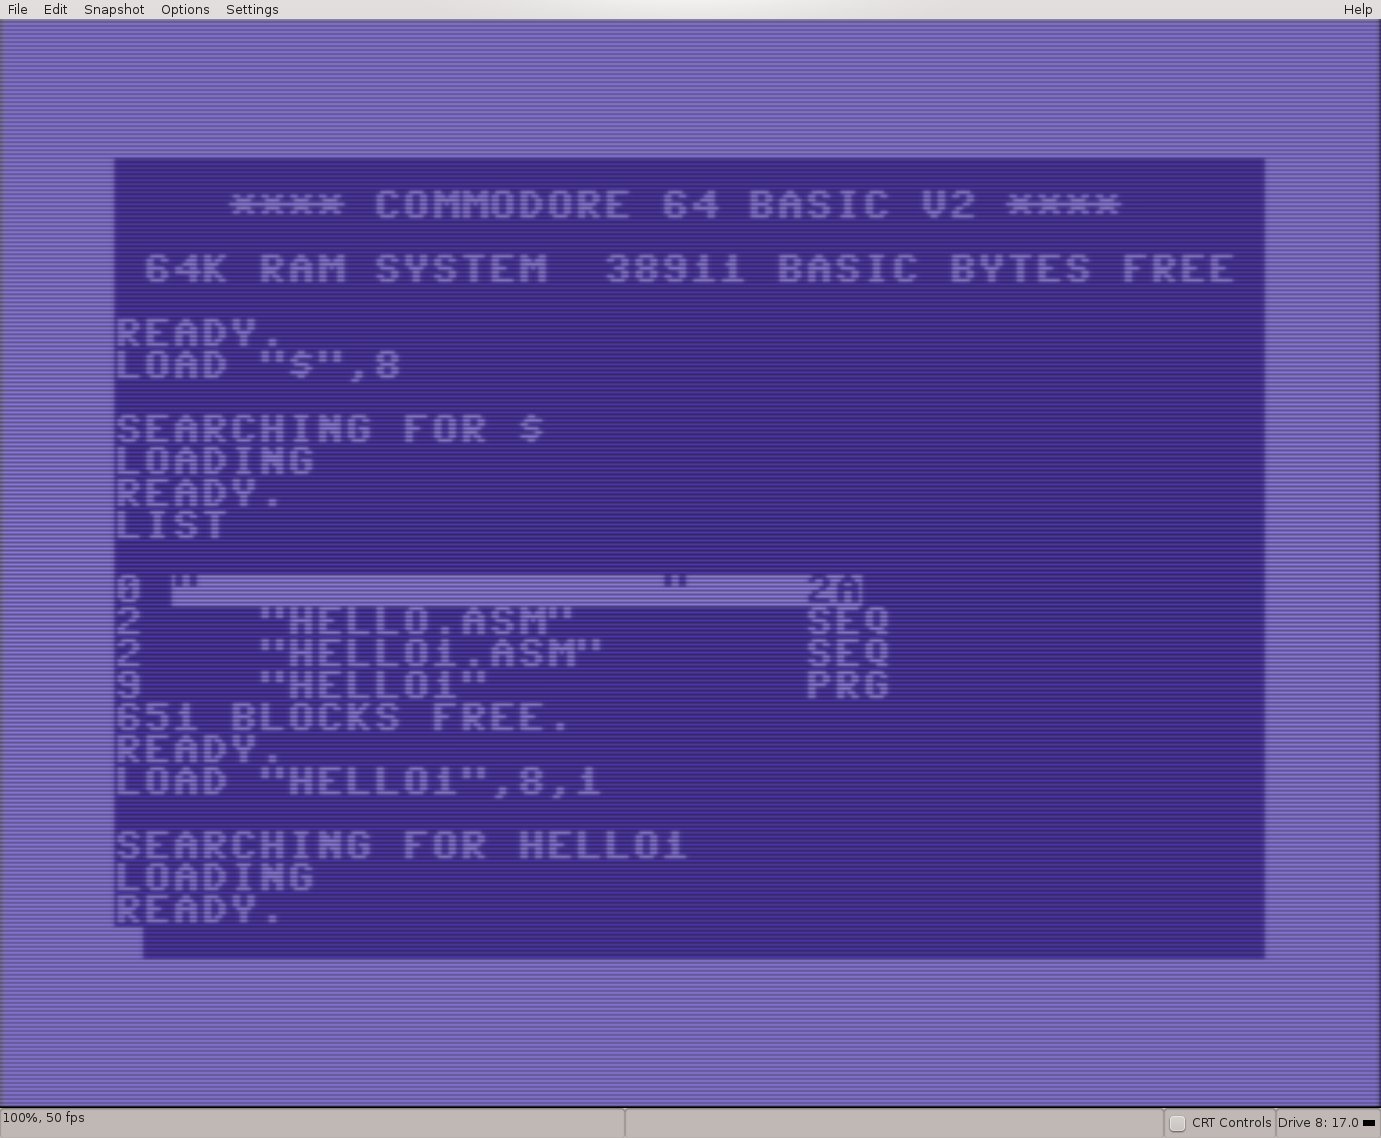 File Edit Snapshot Options Settings Help
**** COMMODORE 64 BASIC V2 ****
64K RAM SYSTEM  38911 BASIC BYTES FREE
READY.
LOAD "$",8
SEARCHING FOR $
LOADING
READY.
LIST
0 "                " 2A
2 "HELLO.ASM" SEQ
2 "HELLO1.ASM" SEQ
9 "HELLO1" PRG
651 BLOCKS FREE.
READY.
LOAD "HELLO1",8,1
SEARCHING FOR HELLO1
LOADING
READY.
100%, 50 fps CRT Controls Drive 8: 17.0